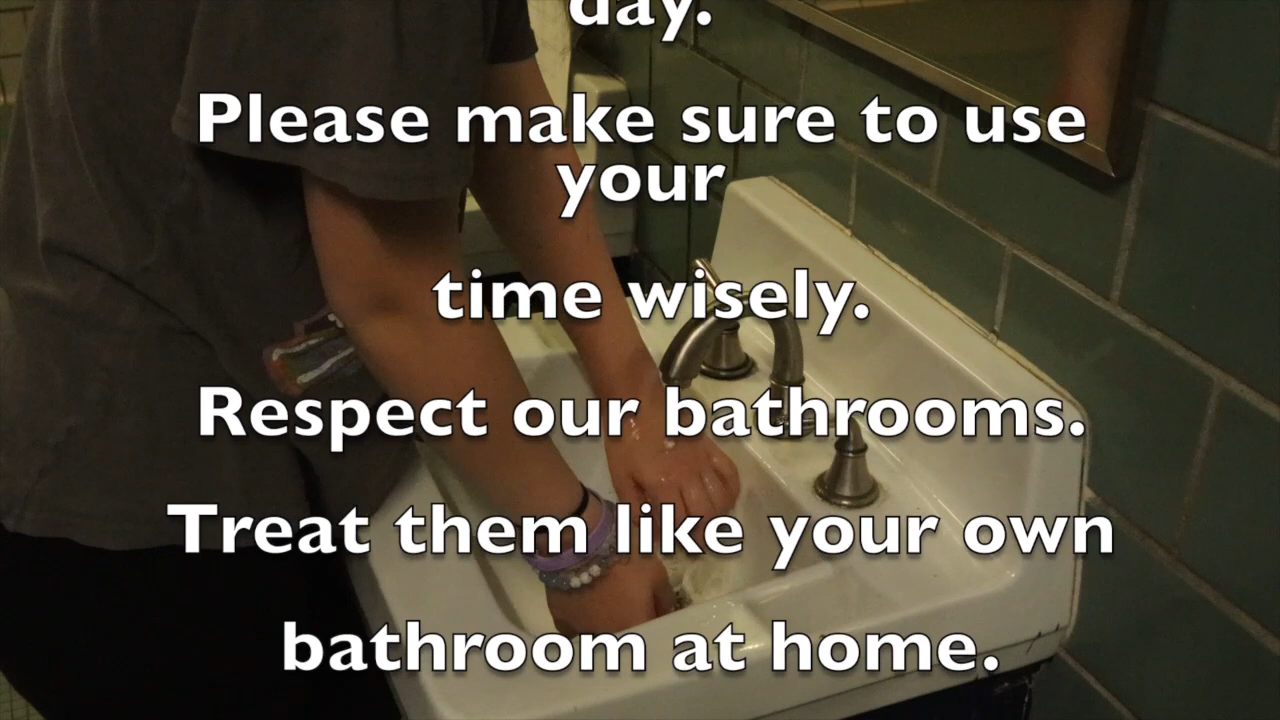 day.
Please make sure to use
your
time wisely.
Respect our bathrooms.
Treat them like your own
bathroom at home.